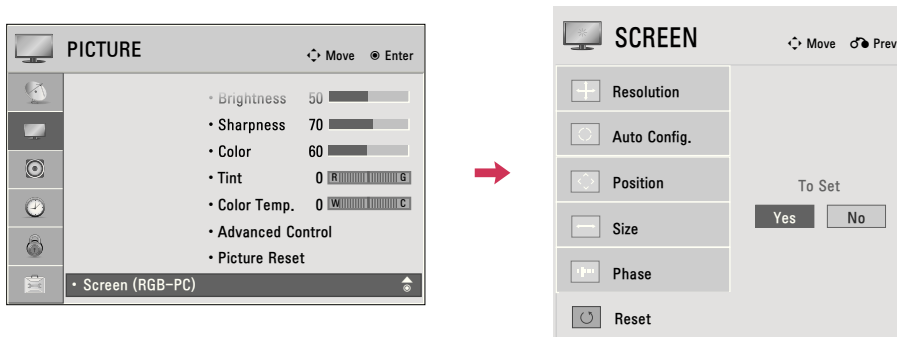 PICTURE
Move Enter
• Brightness 50
• Sharpness 70
• Color 60
• Tint 0 R G
• Color Temp. 0 W C
• Advanced Control
• Picture Reset
• Screen (RGB-PC)
SCREEN
Move Prev
Resolution
Auto Config.
Position
Size
Phase
Reset
To Set
Yes No